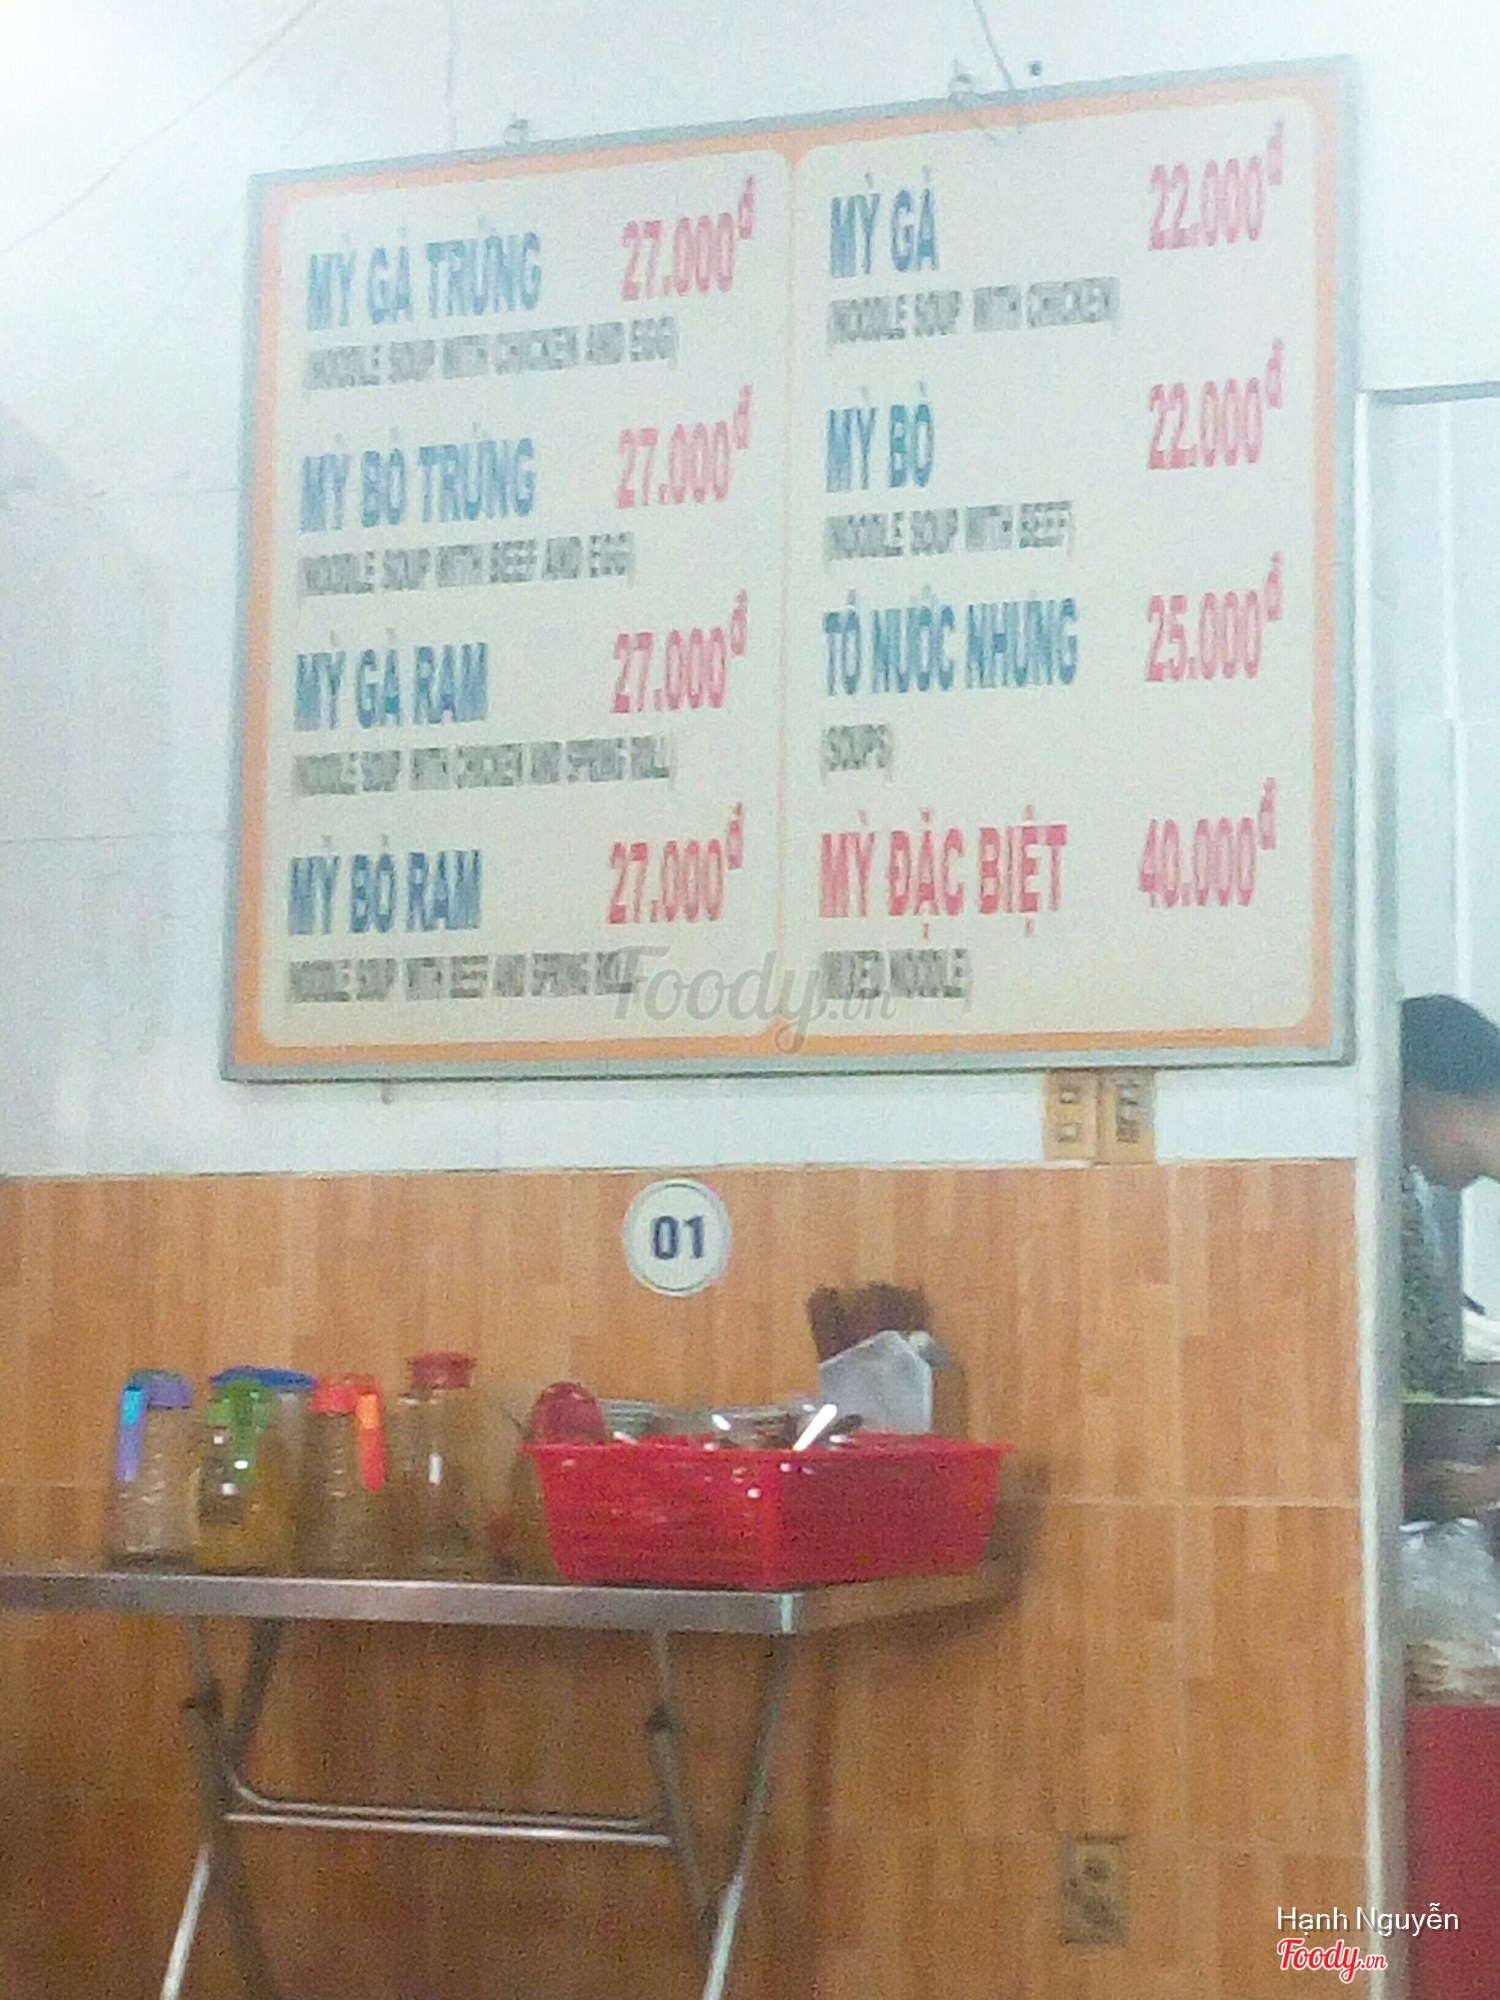 MỲ GÀ TRỨNG 27.000đ
(NOODLE SOUP WITH CHICKEN AND EGG)
MỲ BÒ TRỨNG 27.000đ
(NOODLE SOUP WITH BEEF AND EGG)
MỲ GÀ RAM 27.000đ
(NOODLE SOUP WITH CHICKEN AND SPRING ROLL)
MỲ BÒ RAM 27.000đ
(NOODLE SOUP WITH BEEF AND SPRING ROLL
MỲ GÀ 22.000đ
(NOODLE SOUP WITH CHICKEN)
MỲ BÒ 22.000đ
(NOODLE SOUP WITH BEEF)
TÔ NƯỚC NHƯNG 25.000đ
(SOUPS)
MỲ ĐẶC BIỆT 40.000đ
(MIXED NOODLE)
Foody.vn
01
Hạnh Nguyễn
Foody.vn